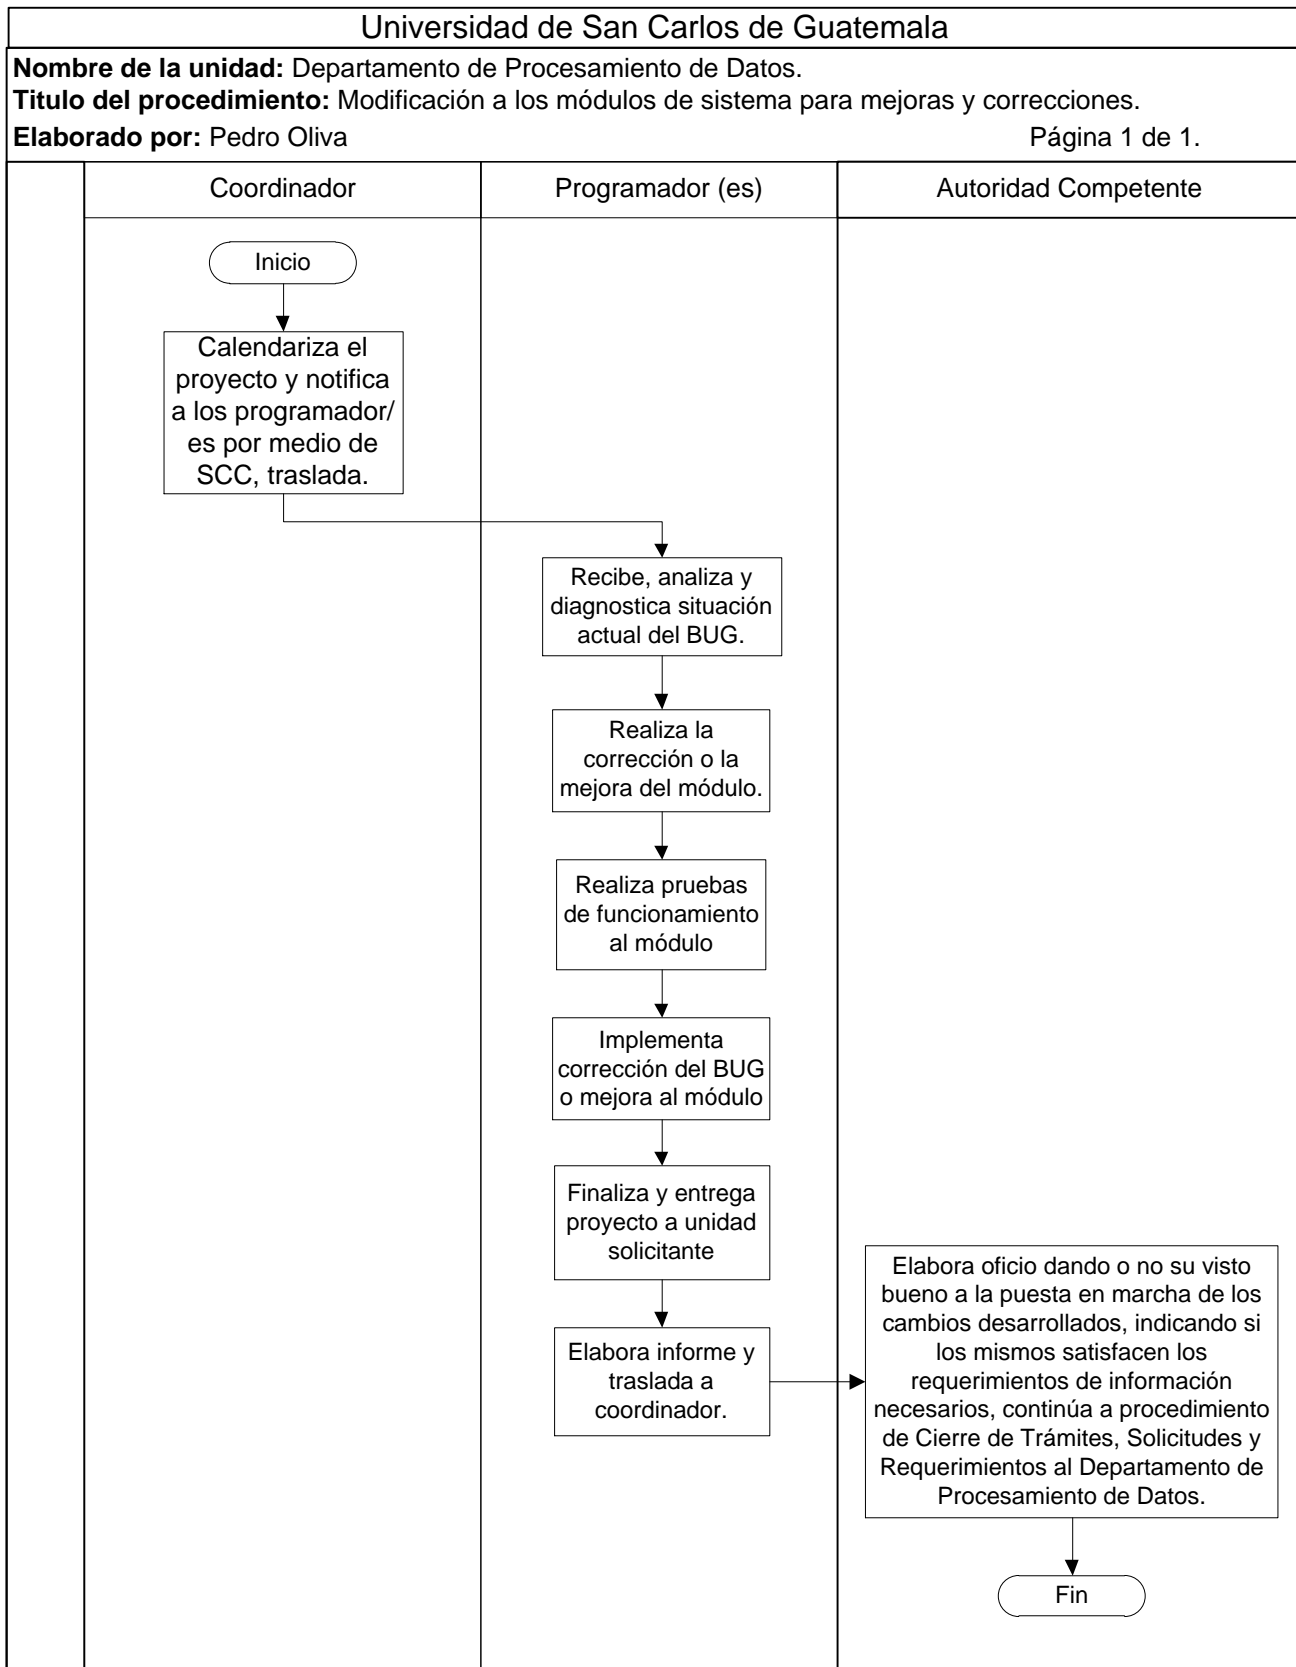 Universidad de San Carlos de Guatemala
Nombre de la unidad: Departamento de Procesamiento de Datos.
Titulo del procedimiento: Modificación a los módulos de sistema para mejoras y correcciones.
Elaborado por: Pedro Oliva
Página 1 de 1.
Coordinador
Programador (es)
Autoridad Competente
Inicio
Calendariza el
proyecto y notifica
a los programador/
es por medio de
SCC, traslada.
Recibe, analiza y
diagnostica situación
actual del BUG.
Realiza la
corrección o la
mejora del módulo.
Realiza pruebas
de funcionamiento
al módulo
Implementa
corrección del BUG
o mejora al módulo
Finaliza y entrega
proyecto a unidad
solicitante
Elabora informe y
traslada a
coordinador.
Elabora oficio dando o no su visto
bueno a la puesta en marcha de los
cambios desarrollados, indicando si
los mismos satisfacen los
requerimientos de información
necesarios, continúa a procedimiento
de Cierre de Trámites, Solicitudes y
Requerimientos al Departamento de
Procesamiento de Datos.
Fin